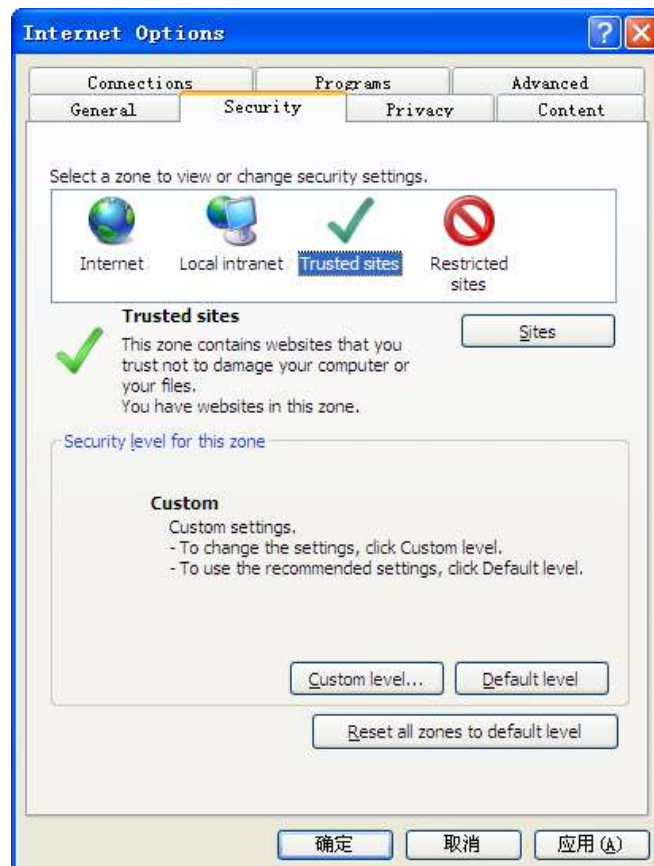 Internet Options
Connections Programs Advanced
General Security Privacy Content
Select a zone to view or change security settings.
Internet Local intranet Trusted sites Restricted
sites
Trusted sites
Sites
This zone contains websites that you
trust not to damage your computer or
your files.
You have websites in this zone.
Security level for this zone
Custom
Custom settings.
- To change the settings, click Custom level.
- To use the recommended settings, click Default level.
Custom level... Default level
Reset all zones to default level
确定 取消 应用(A)